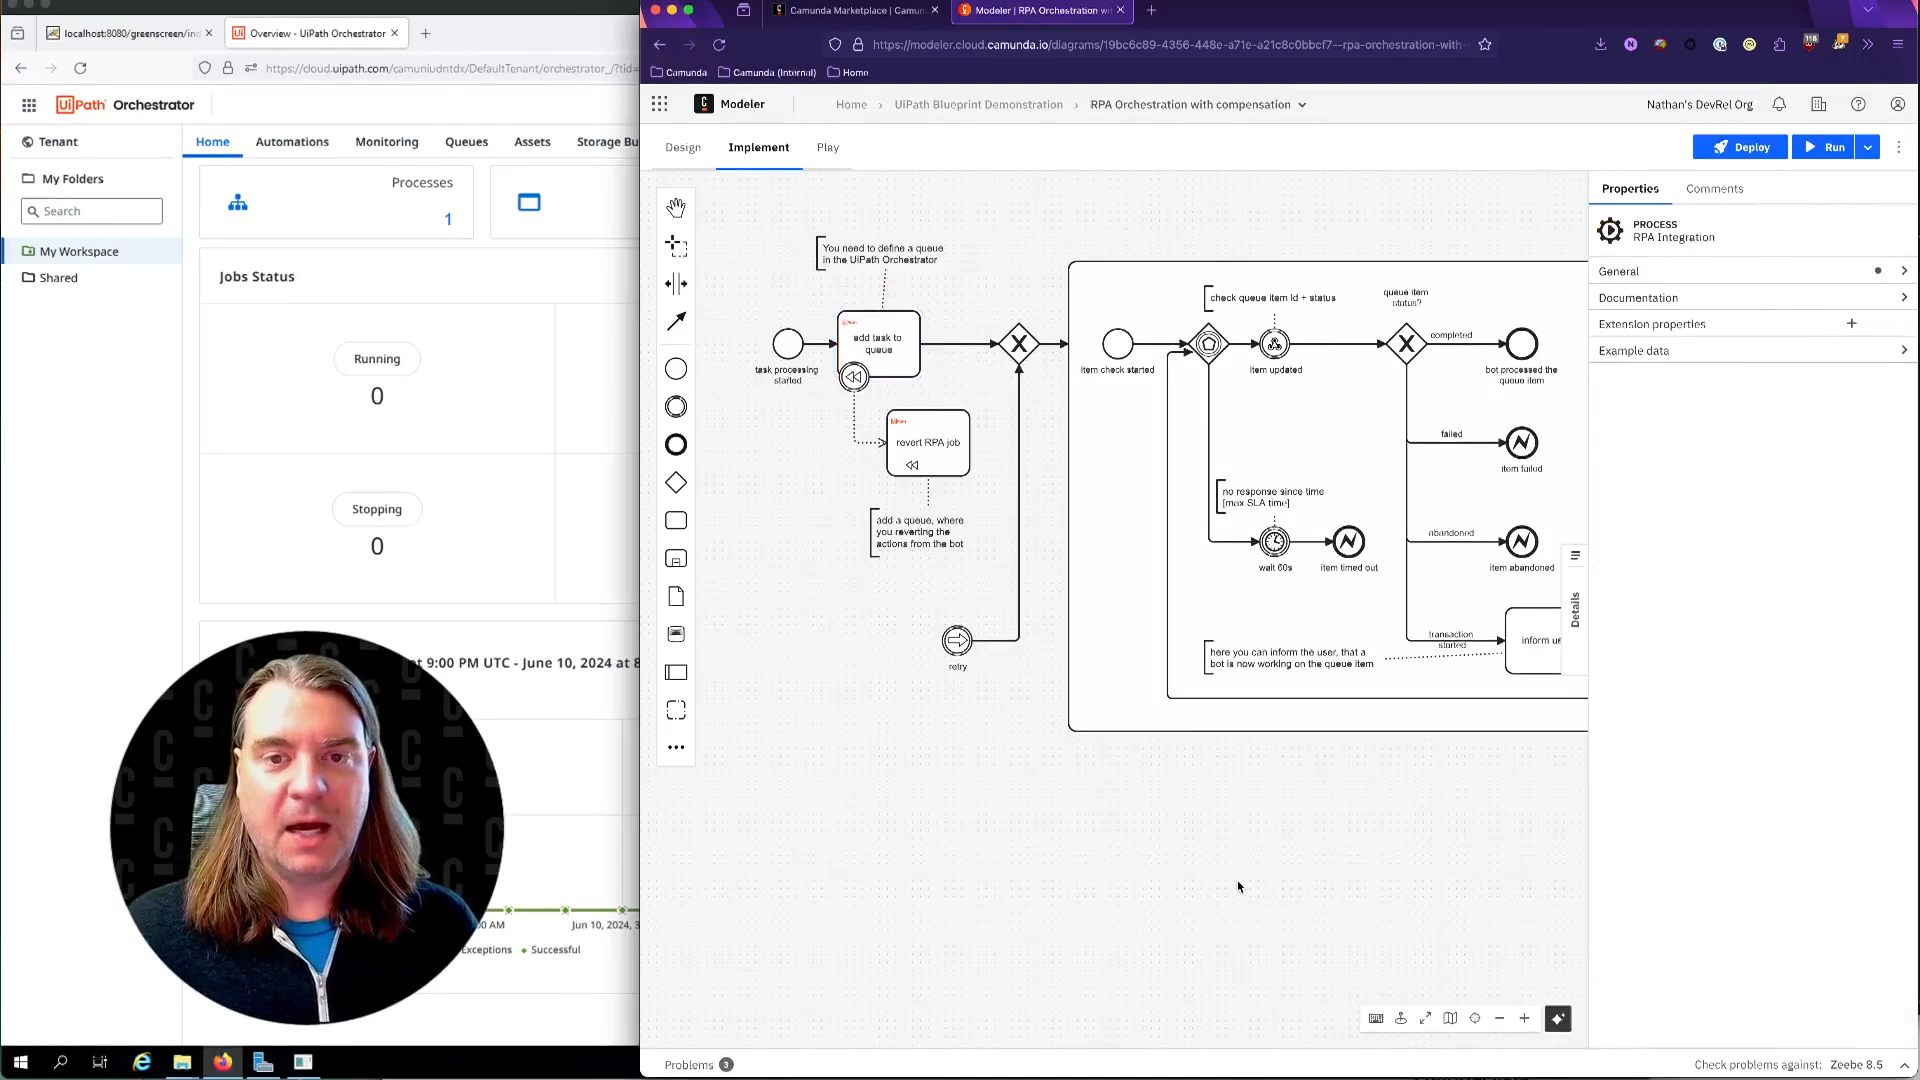 localhost:8080/greenscreen/ind
Overview - UiPath Orchestrator
https://cloud.uipath.com/camuniudntdx/DefaultTenant/orchestrator_/?tid=
UiPath Orchestrator
Tenant
My Folders
Search
My Workspace
Shared
Home
Automations
Monitoring
Queues
Assets
Storage Bu
Processes
1
Jobs Status
Running
0
Stopping
0
t 9:00 PM UTC - June 10, 2024 at 8
00 AM
Jun 10, 2024, 3
Exceptions
Successful
Camunda Marketplace | Camun
Modeler | RPA Orchestration wi
https://modeler.cloud.camunda.io/diagrams/19bc6c89-4356-448e-a71e-a21c8c0bbcf7--rpa-orchestration-with-
116
7
Camunda
Camunda (Internal)
Home
Modeler
Home
UiPath Blueprint Demonstration
RPA Orchestration with compensation
Nathan's DevRel Org
Design
Implement
Play
Deploy
Run
You need to define a queue
in the UiPath Orchestrator
task processing
started
add task to
queue
revert RPA job
add a queue, where
you reverting the
actions from the bot
retry
item check started
check queue item Id + status
item updated
queue item
status?
completed
bot processed the
queue item
failed
item failed
no response since time
[max SLA time]
wait 60s
item timed out
abandoned
item abandoned
transaction
started
inform us
here you can inform the user, that a
bot is now working on the queue item
Details
Properties
Comments
PROCESS
RPA Integration
General
Documentation
Extension properties
Example data
Problems 3
Check problems against: Zeebe 8.5